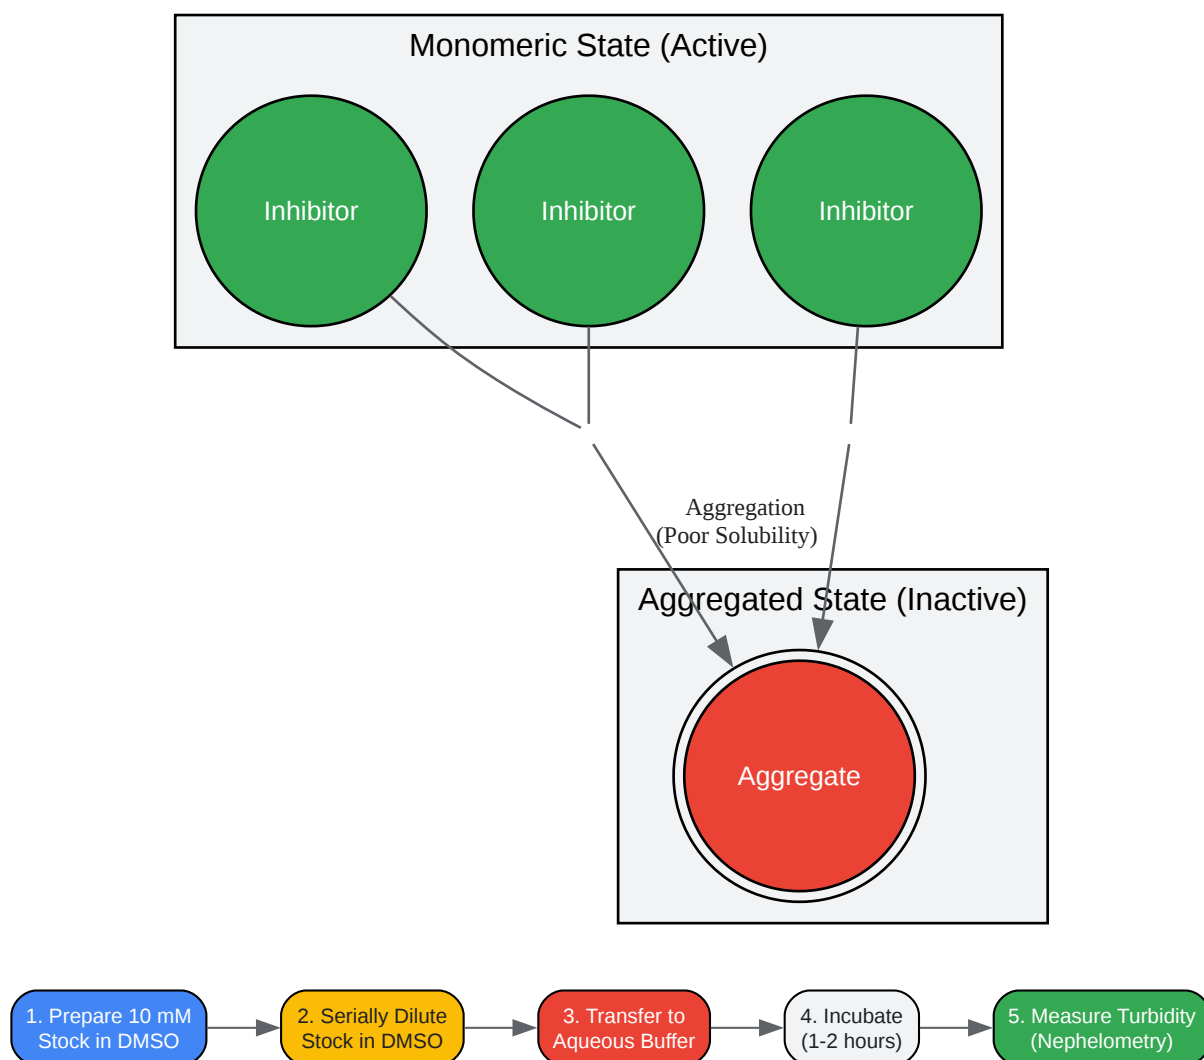 Monomeric State (Active)
Inhibitor
Inhibitor
Inhibitor
Aggregation
(Poor Solubility)
Aggregated State (Inactive)
Aggregate
1. Prepare 10 mM
Stock in DMSO
2. Serially Dilute
Stock in DMSO
3. Transfer to
Aqueous Buffer
4. Incubate
(1-2 hours)
5. Measure Turbidity
(Nephelometry)